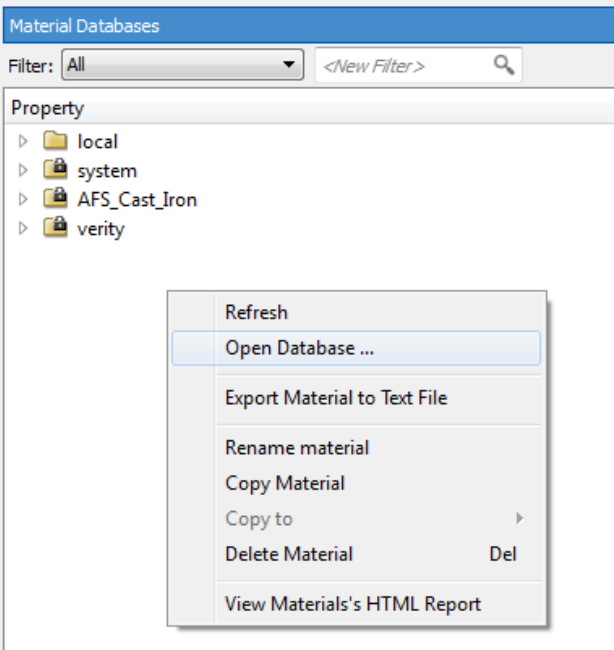 Material Databases
Filter: All <New Filter>
Property
local
system
AFS_Cast_Iron
verity
Refresh
Open Database ...
Export Material to Text File
Rename material
Copy Material
Copy to
Delete Material Del
View Materials's HTML Report